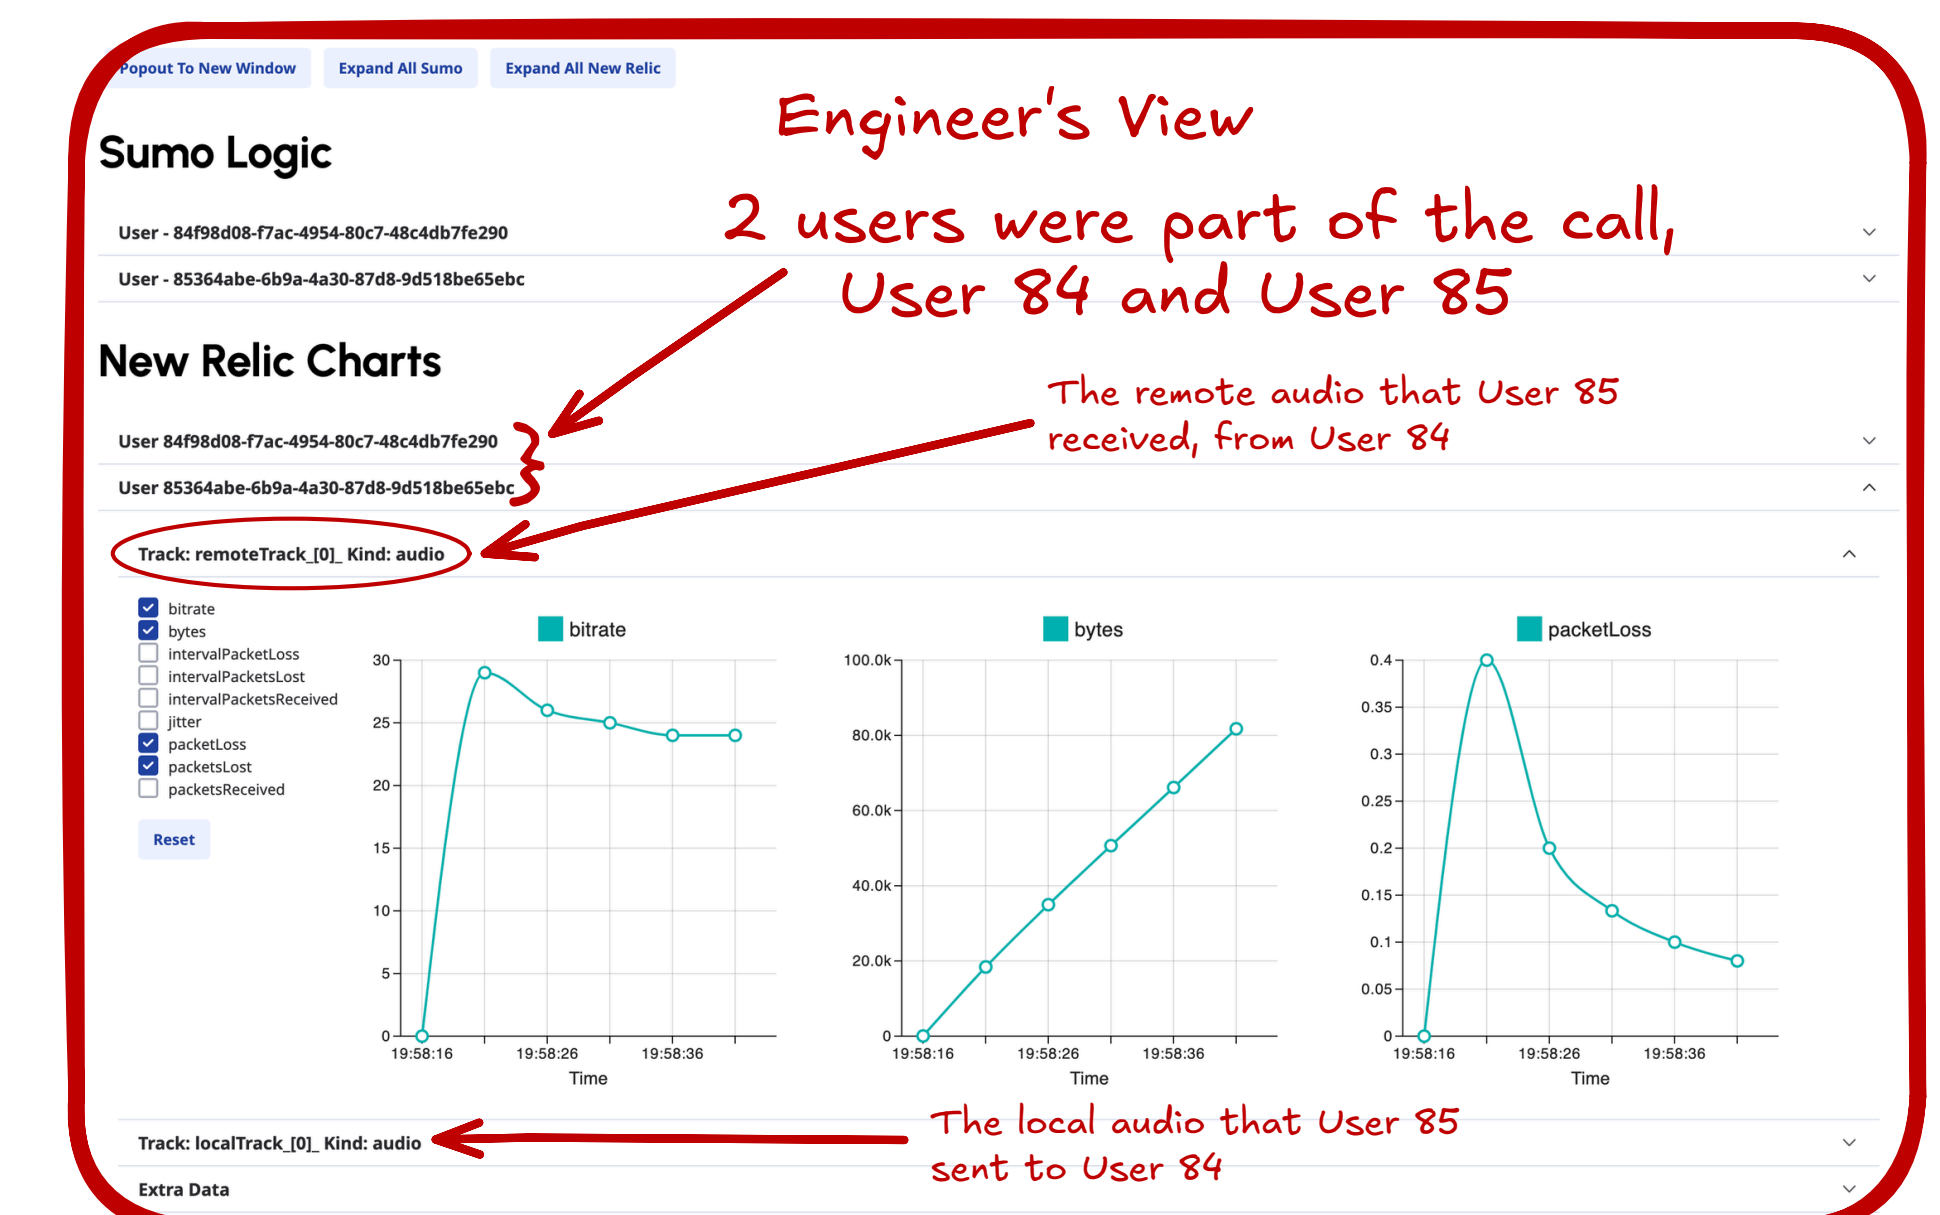 Popout To New Window
Expand All Sumo
Expand All New Relic
Engineer's View
Sumo Logic
2 users were part of the call,
User 84 and User 85
User - 84f98d08-f7ac-4954-80c7-48c4db7fe290
User - 85364abe-6b9a-4a30-87d8-9d518be65ebc
New Relic Charts
The remote audio that User 85
received, from User 84
User 84f98d08-f7ac-4954-80c7-48c4db7fe290
User 85364abe-6b9a-4a30-87d8-9d518be65ebc
Track: remoteTrack_[0]_ Kind: audio
bitrate
bytes
intervalPacketLoss
intervalPacketsLost
intervalPacketsReceived
jitter
packetLoss
packetsLost
packetsReceived
Reset
bitrate
30
25
20
15
10
5
0
19:58:16
19:58:26
19:58:36
Time
bytes
100.0k
80.0k
60.0k
40.0k
20.0k
0
19:58:16
19:58:26
19:58:36
Time
packetLoss
0.4
0.35
0.3
0.25
0.2
0.15
0.1
0.05
0
19:58:16
19:58:26
19:58:36
Time
Track: localTrack_[0]_ Kind: audio
The local audio that User 85
sent to User 84
Extra Data